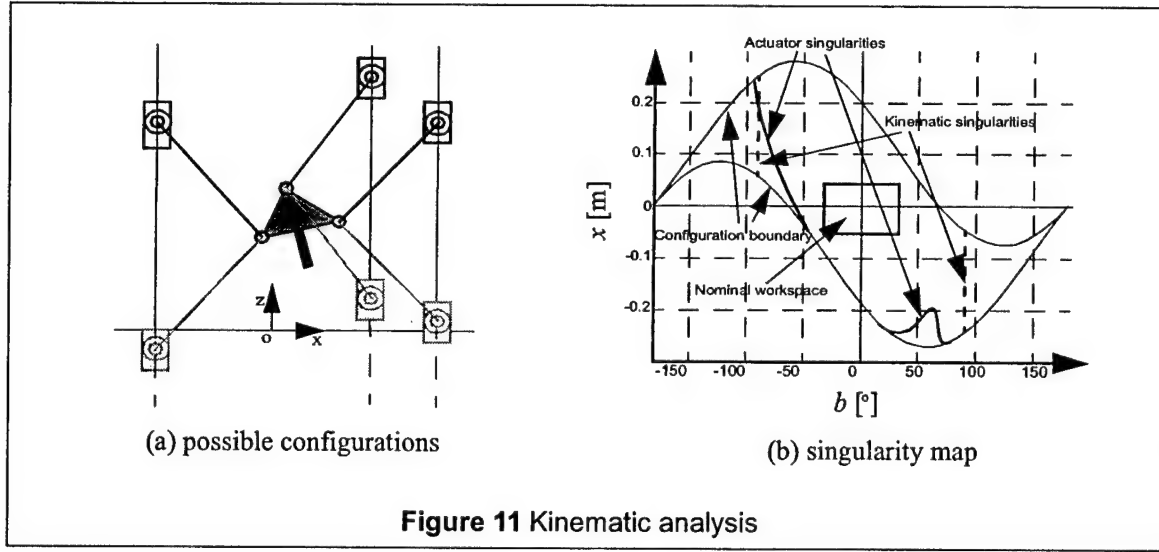 z
o
x
(a) possible configurations
Actuator singularities
Kinematic singularities
Configuration boundary
Nominal workspace
x [m]
0.2
0.1
0
-0.1
-0.2
-150 -100 -50 0 50 100 150
b [°]
(b) singularity map
Figure 11 Kinematic analysis